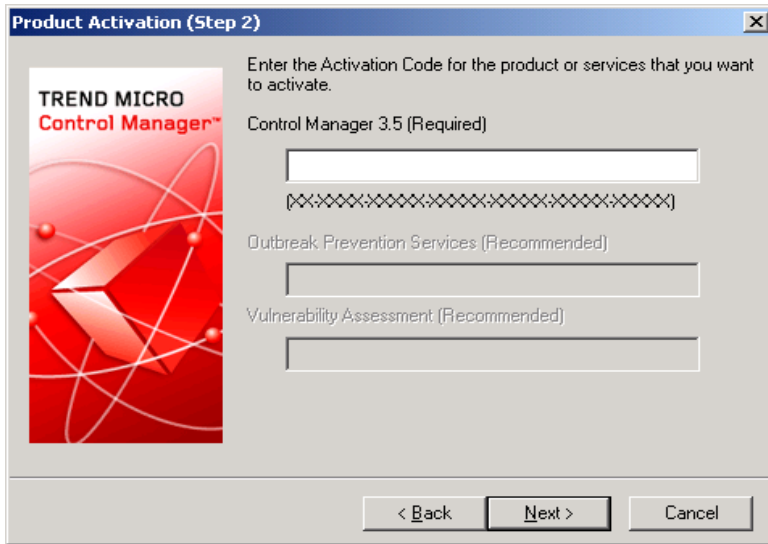 Product Activation (Step 2)
TREND MICRO
Control Manager™
Enter the Activation Code for the product or services that you want
to activate.
Control Manager 3.5 (Required)
(XX-XXXX-XXXXX-XXXXX-XXXXX-XXXXX-XXXXX)
Outbreak Prevention Services (Recommended)
Vulnerability Assessment (Recommended)
< Back
Next >
Cancel